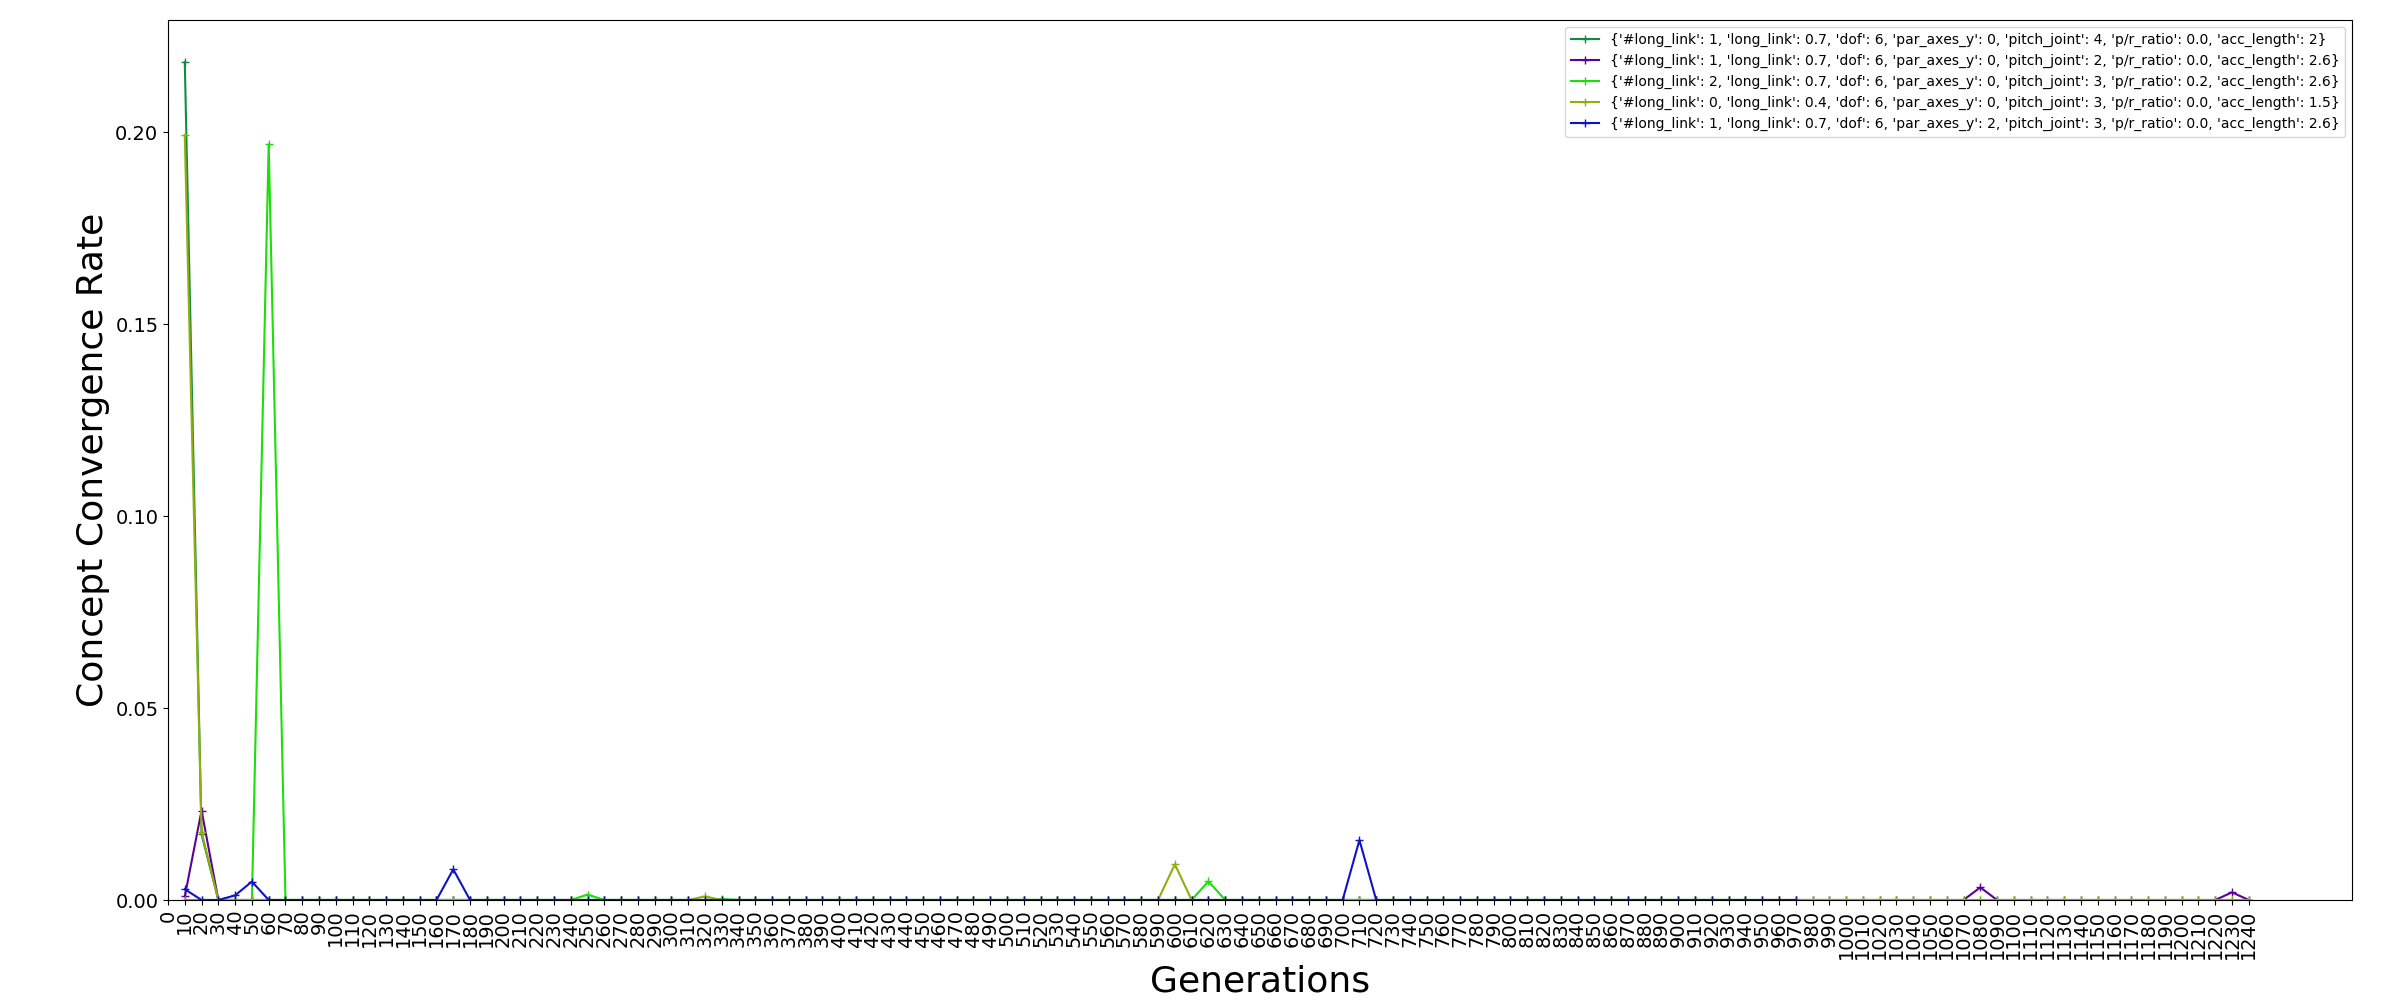 {'#long_link': 1, 'long_link': 0.7, 'dof': 6, 'par_axes_y': 0, 'pitch_joint': 4, 'p/r_ratio': 0.0, 'acc_length': 2}
{'#long_link': 1, 'long_link': 0.7, 'dof': 6, 'par_axes_y': 0, 'pitch_joint': 2, 'p/r_ratio': 0.0, 'acc_length': 2.6}
{'#long_link': 2, 'long_link': 0.7, 'dof': 6, 'par_axes_y': 0, 'pitch_joint': 3, 'p/r_ratio': 0.2, 'acc_length': 2.6}
{'#long_link': 0, 'long_link': 0.4, 'dof': 6, 'par_axes_y': 0, 'pitch_joint': 3, 'p/r_ratio': 0.0, 'acc_length': 1.5}
{'#long_link': 1, 'long_link': 0.7, 'dof': 6, 'par_axes_y': 2, 'pitch_joint': 3, 'p/r_ratio': 0.0, 'acc_length': 2.6}
Concept Convergence Rate
0.20
0.15
0.10
0.05
0.00
0 10 20 30 40 50 60 70 80 90 100 110 120 130 140 150 160 170 180 190 200 210 220 230 240 250 260 270 280 290 300 310 320 330 340 350 360 370 380 390 400 410 420 430 440 450 460 470 480 490 500 510 520 530 540 550 560 570 580 590 600 610 620 630 640 650 660 670 680 690 700 710 720 730 740 750 760 770 780 790 800 810 820 830 840 850 860 870 880 890 900 910 920 930 940 950 960 970 980 990 1000 1010 1020 1030 1040 1050 1060 1070 1080 1090 1100 1110 1120 1130 1140 1150 1160 1170 1180 1190 1200 1210 1220 1230 1240
Generations